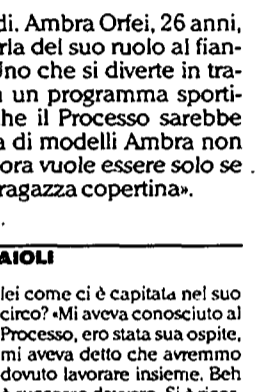 di. Ambra Orfei, 26 anni,
rla del suo ruolo al fian-
Uno che si diverte in tra-
un programma sporti-
he il Processo sarebbe
a di modelli Ambra non
ora vuole essere solo se
ragazza copertina».
AIOLI
lei come ci è capitata nel suo
circo? «Mi aveva conosciuto al
Processo, ero stata sua ospite,
mi aveva detto che avremmo
dovuto lavorare insieme. Beh